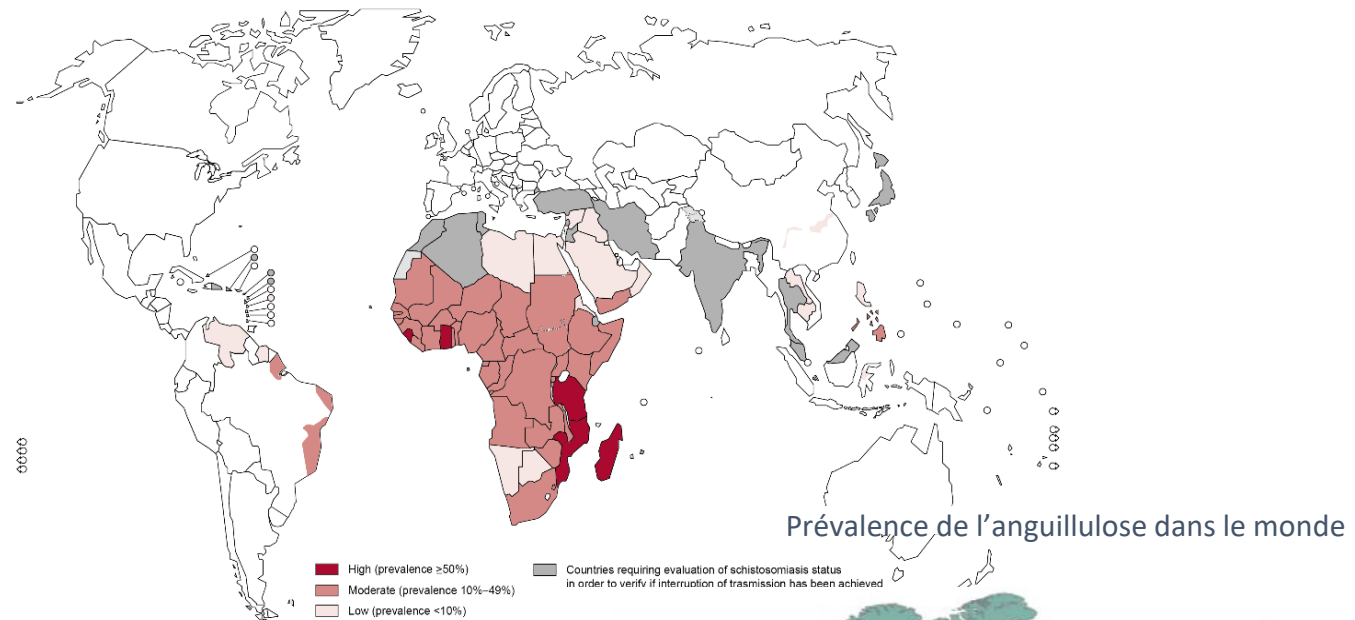 Prévalence de l’anguillulose dans le monde
High (prevalence ≥50%)
Moderate (prevalence 10%–49%)
Low (prevalence <10%)
Countries requiring evaluation of schistosomiasis status
in order to verify if interruption of trasmission has been achieved